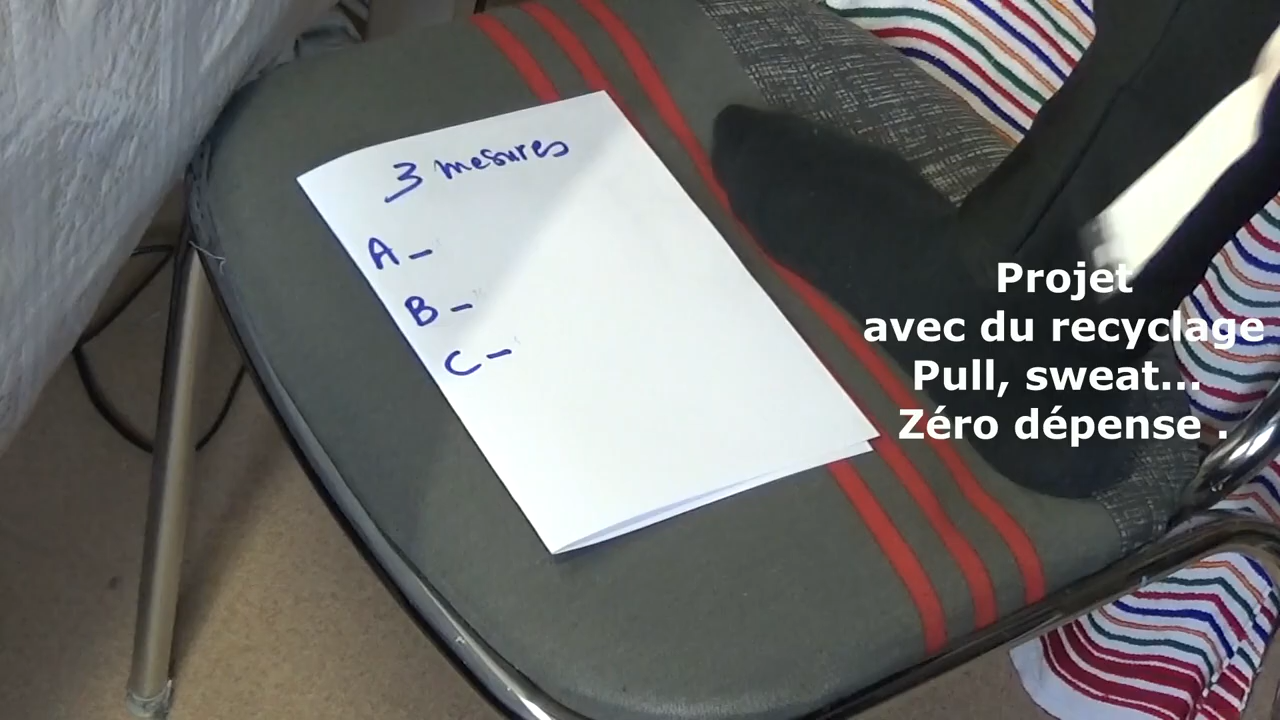 3 mesures
A -
B -
C -
Projet
avec du recyclage
Pull, sweat...
Zéro dépense .